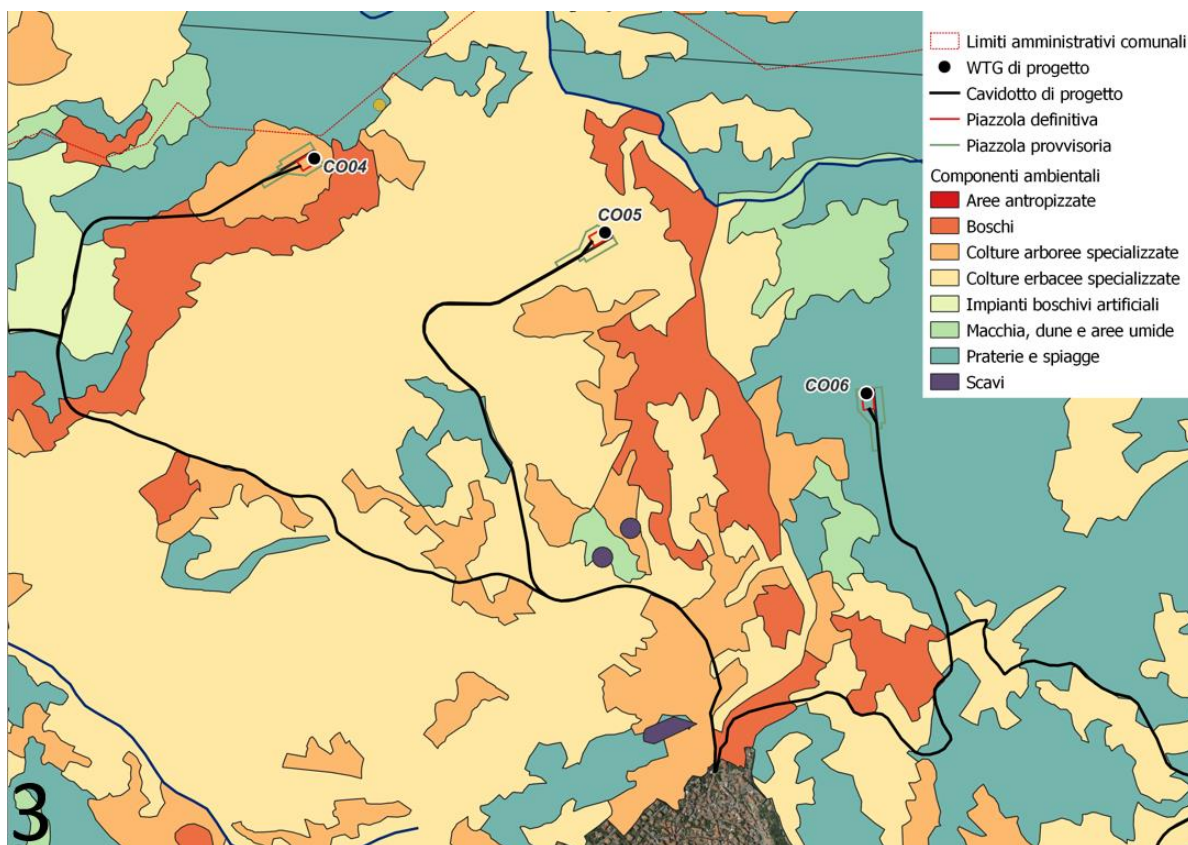 Limiti amministrativi comunali
WTG di progetto
Cavidotto di progetto
Piazzola definitiva
Piazzola provvisoria
Componenti ambientali
Aree antropizzate
Boschi
Colture arboree specializzate
Colture erbacee specializzate
Impianti boschivi artificiali
Macchia, dune e aree umide
Praterie e spiagge
Scavi
CO04
CO05
CO06
3